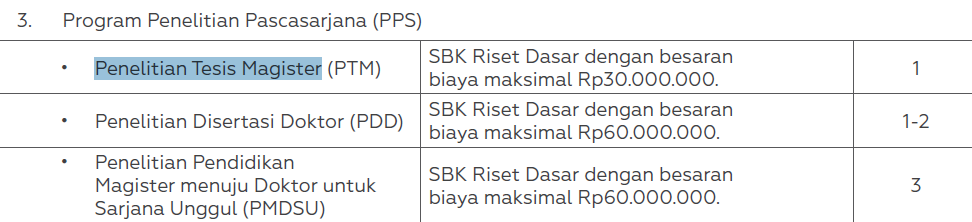 3. Program Penelitian Pascasarjana (PPS)
• Penelitian Tesis Magister (PTM)
SBK Riset Dasar dengan besaran
biaya maksimal Rp30.000.000.
1
• Penelitian Disertasi Doktor (PDD)
SBK Riset Dasar dengan besaran
biaya maksimal Rp60.000.000.
1-2
• Penelitian Pendidikan
Magister menuju Doktor untuk
Sarjana Unggul (PMDSU)
SBK Riset Dasar dengan besaran
biaya maksimal Rp60.000.000.
3